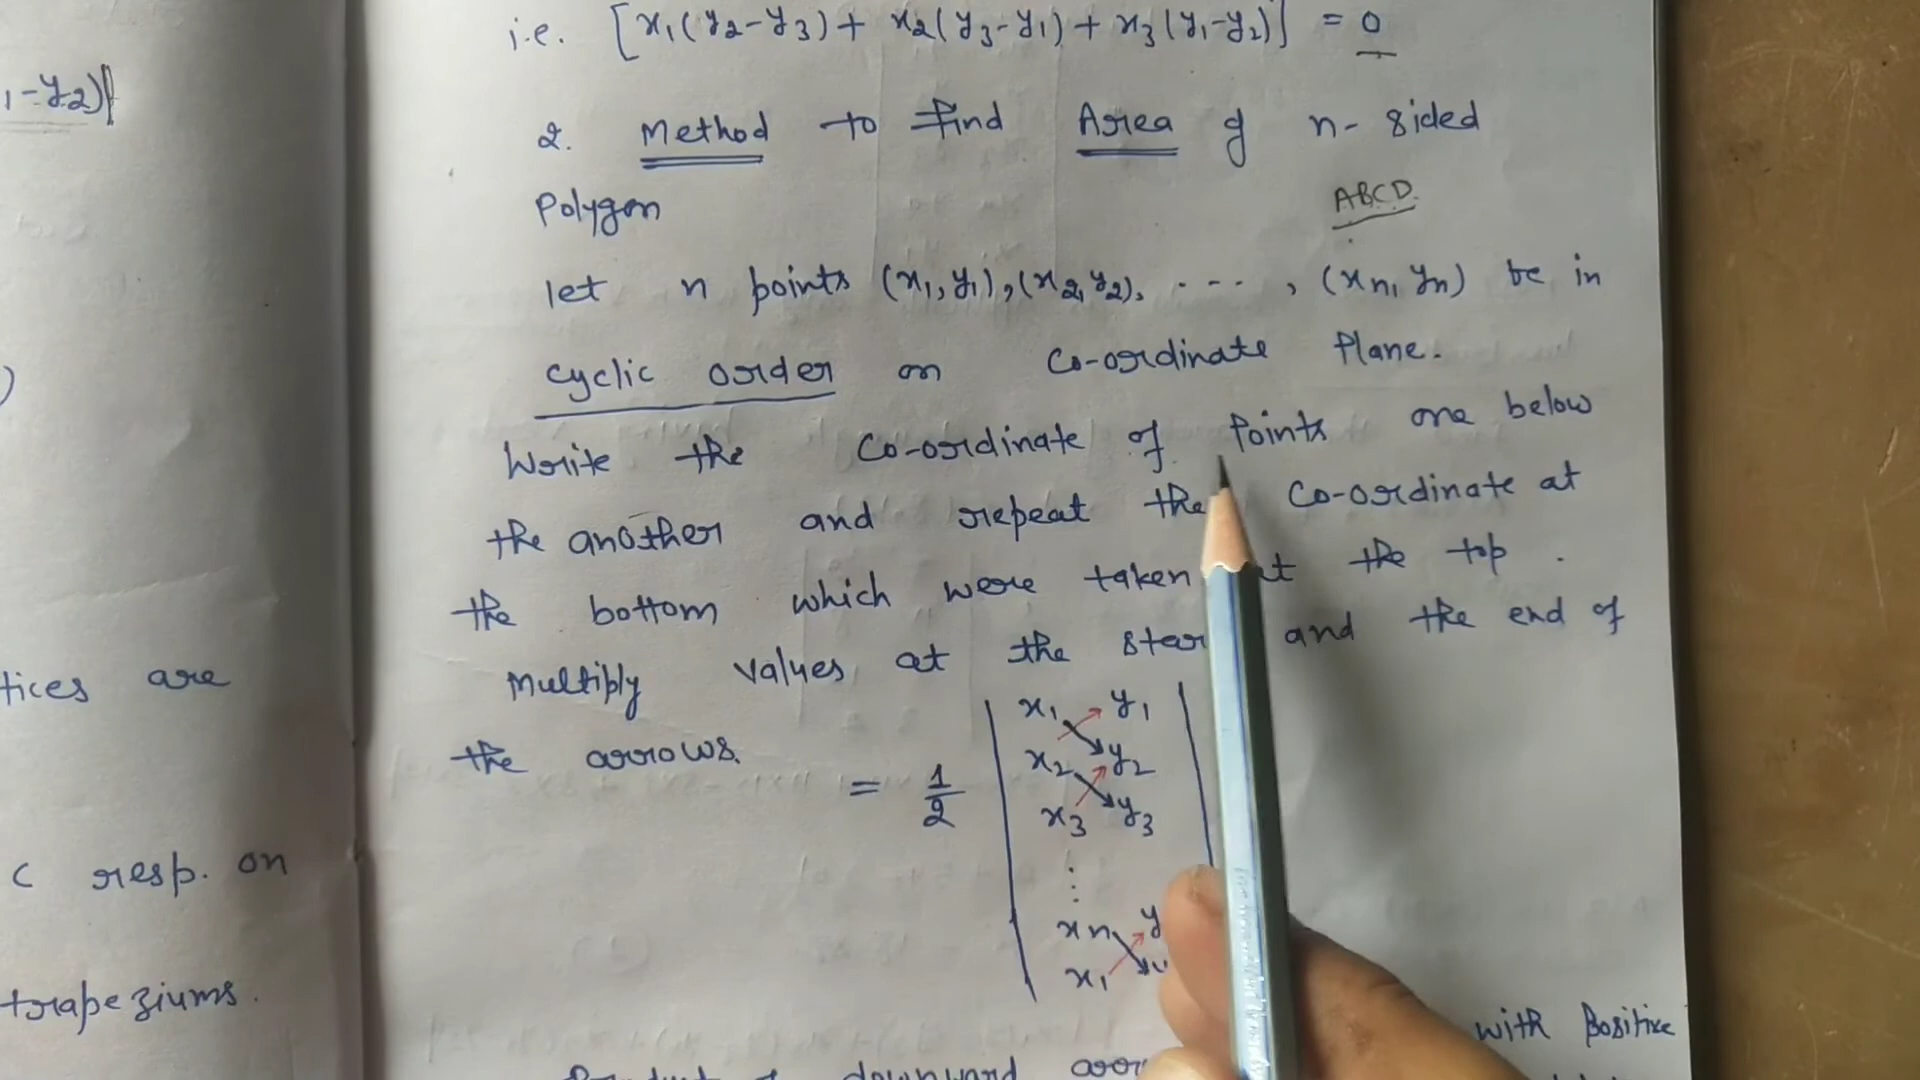 i.e. [x₁(y₂-y₃)+ x₂(y₃-y₁)+ x₃(y₁-y₂)] = 0
1-y₂)|
2. Method to find Area of n- sided
Polygon
ABCD
let n points (x₁,y₁),(x₂,y₂), ----, (xn, yn) be in
cyclic order on Co-ordinate Plane.
Write the Co-ordinate of Points one below
the another and repeat the Co-ordinate at
the bottom which were taken at the top.
Multiply values at the star and the end of
the arrows.
= 1/2 | x₁ y₁ |
x₂ y₂
x₃ y₃
⋮
xn y
x₁
tices are
C resp. on
trapeziums.
with Positive
downward